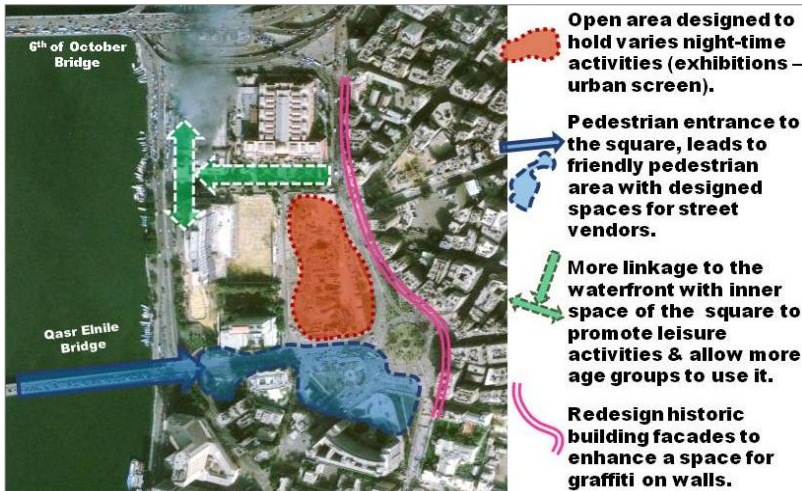 6th of October
Bridge
Qasr Elnile
Bridge
Open area designed to
hold varies night-time
activities (exhibitions –
urban screen).
Pedestrian entrance to
the square, leads to
friendly pedestrian
area with designed
spaces for street
vendors.
More linkage to the
waterfront with inner
space of the square to
promote leisure
activities & allow more
age groups to use it.
Redesign historic
building facades to
enhance a space for
graffiti on walls.